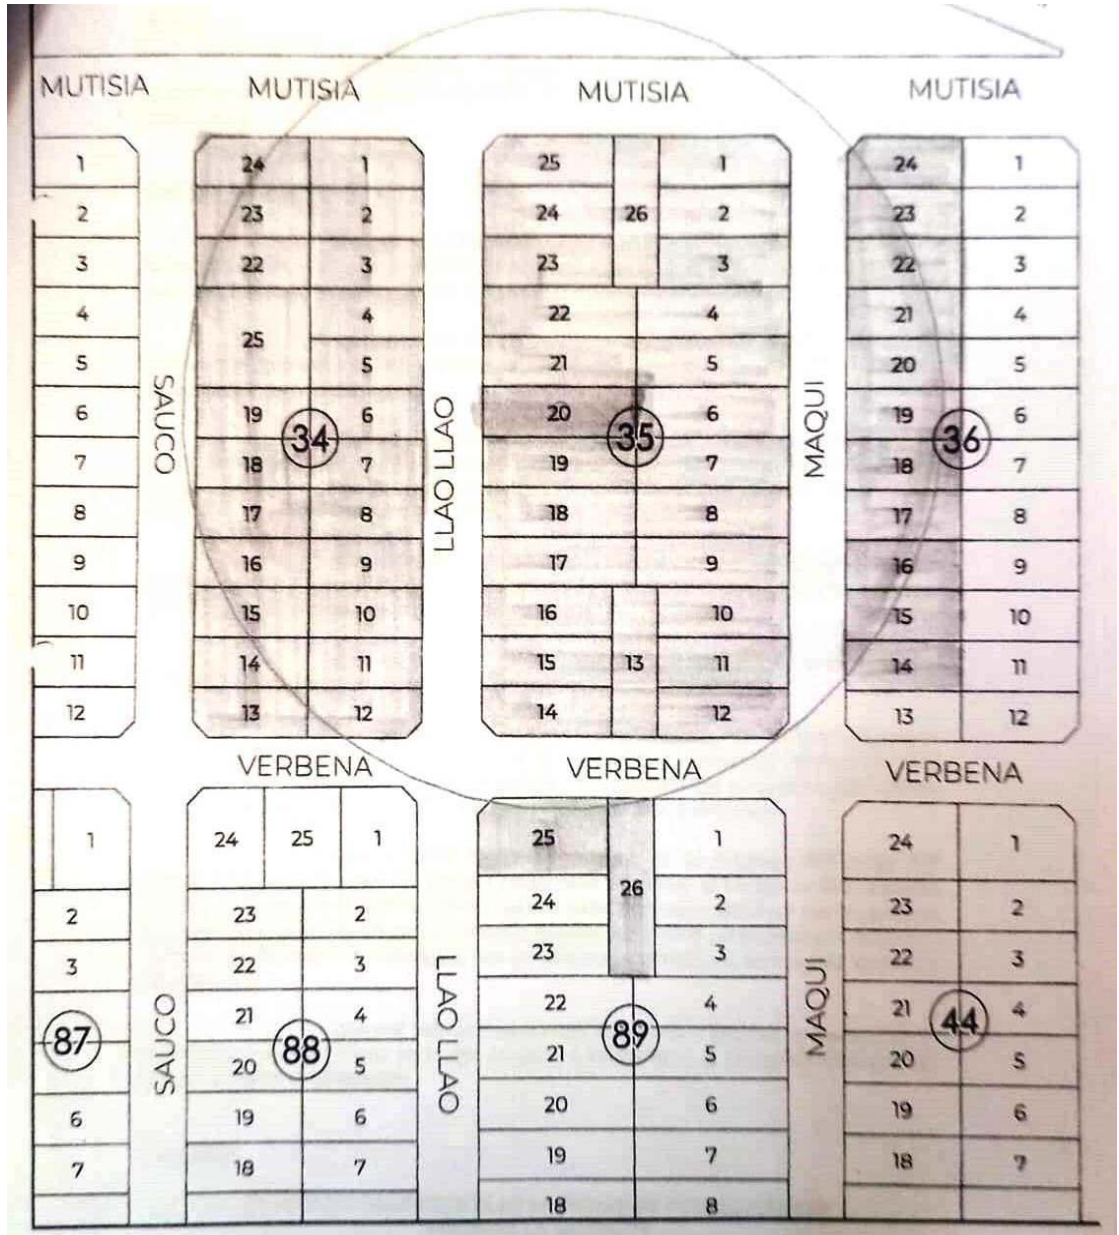 MUTISIA MUTISIA MUTISIA MUTISIA
1 24 1 25 1 24 1
2 23 2 24 26 2 23 2
3 22 3 23 3 22 3
4 4 22 4 21 4
25
5 5 21 5 20 5
6 19 6 20 6 19 6
SAUCO 34 LLAO LLAO 35 MAQUI 36
7 18 7 19 7 18 7
8 17 8 18 8 17 8
9 16 9 17 9 16 9
10 15 10 16 10 15 10
11 14 11 15 13 11 14 11
12 13 12 14 12 13 12
VERBENA VERBENA VERBENA
1 24 25 1 25 1 24 1
26
2 23 2 24 2 23 2
3 22 3 23 3 22 3
21 4 22 4 21 4
87 SAUCO 88 LLAO LLAO 89 MAQUI 44
20 5 21 5 20 5
6 19 6 20 6 19 6
7 18 7 19 7 18 7
18 8